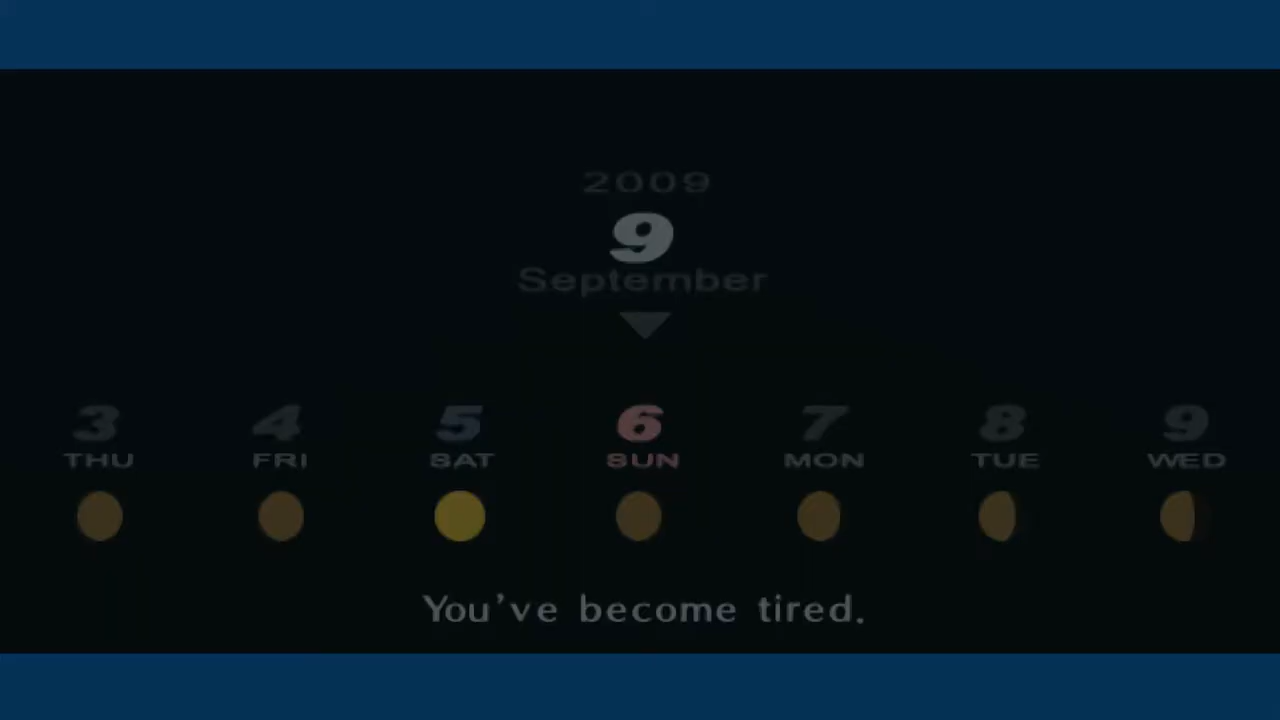 2009
9
September
3 4 5 6 7 8 9
THU FRI SAT SUN MON TUE WED
You've become tired.